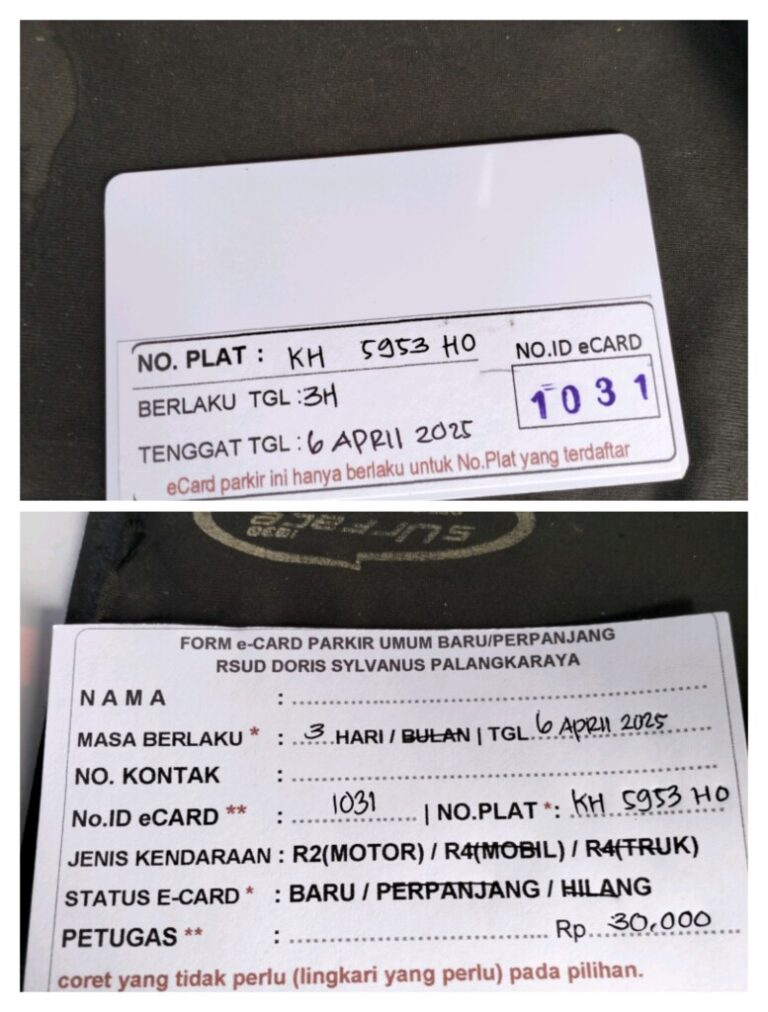 NO. PLAT : KH 5953 HO
NO.ID eCARD
BERLAKU TGL : 3H
1031
TENGGAT TGL : 6 APRIL 2025
eCard parkir ini hanya berlaku untuk No.Plat yang terdaftar
SURFACE
FORM e-CARD PARKIR UMUM BARU/PERPANJANG
RSUD DORIS SYLVANUS PALANGKARAYA
NAMA :
MASA BERLAKU * : 3 HARI / BULAN | TGL 6 APRIL 2025
NO. KONTAK :
No.ID eCARD ** : 1031 | NO.PLAT * : KH 5953 HO
JENIS KENDARAAN : R2(MOTOR) / R4(MOBIL) / R4(TRUK)
STATUS E-CARD * : BARU / PERPANJANG / HILANG
PETUGAS ** : Rp. 30,000
coret yang tidak perlu (lingkari yang perlu) pada pilihan.